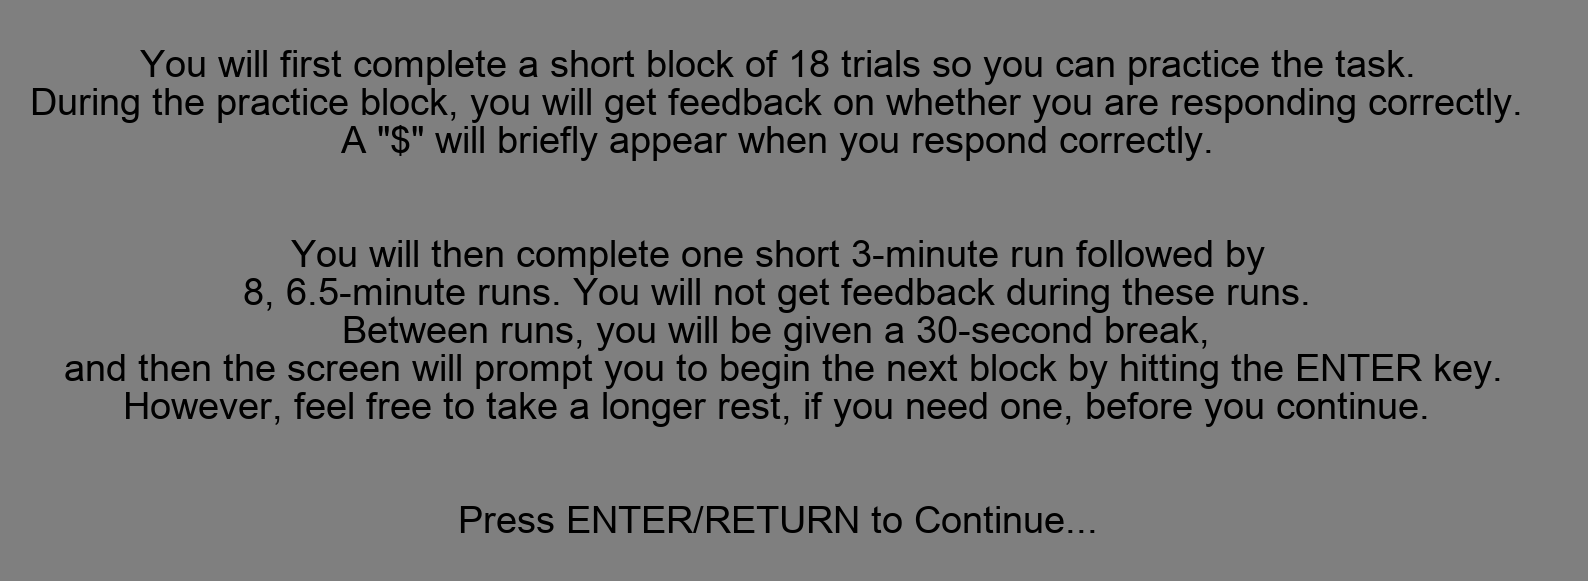 You will first complete a short block of 18 trials so you can practice the task.
During the practice block, you will get feedback on whether you are responding correctly.
A "$" will briefly appear when you respond correctly.
You will then complete one short 3-minute run followed by
8, 6.5-minute runs. You will not get feedback during these runs.
Between runs, you will be given a 30-second break,
and then the screen will prompt you to begin the next block by hitting the ENTER key.
However, feel free to take a longer rest, if you need one, before you continue.
Press ENTER/RETURN to Continue...